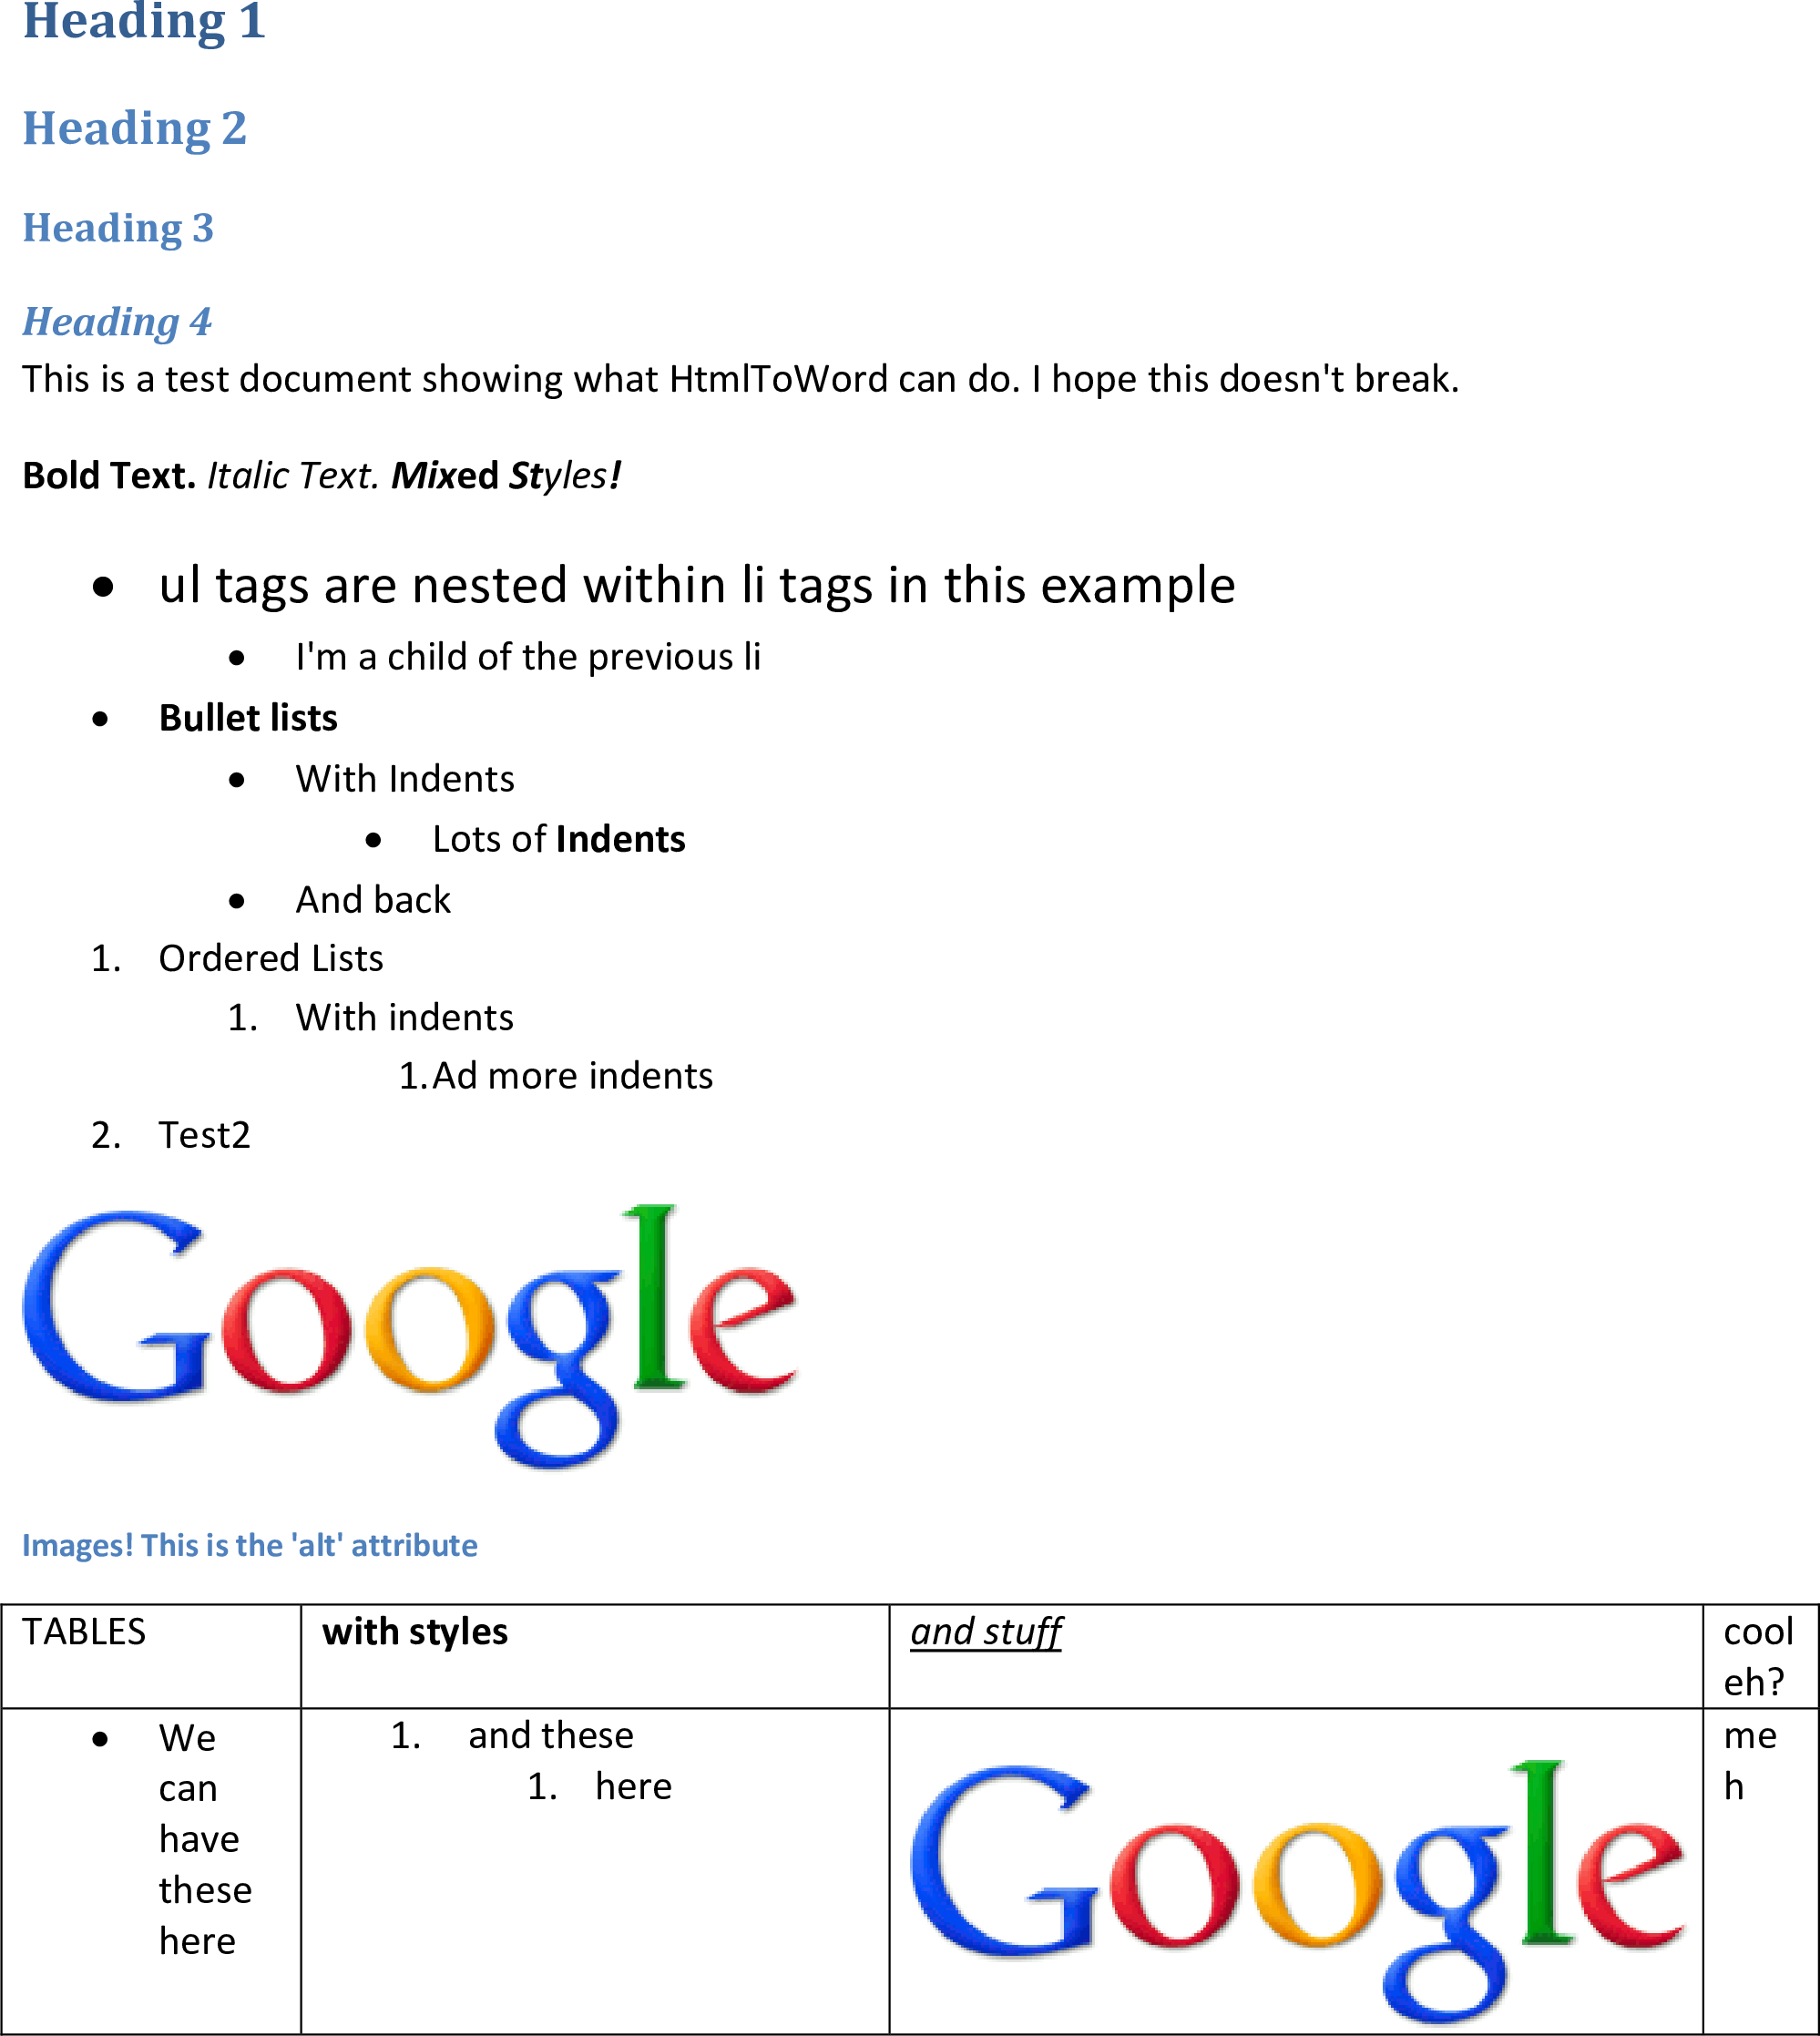 Heading 1
Heading 2
Heading 3
Heading 4
This is a test document showing what HtmlToWord can do. I hope this doesn't break.
Bold Text. Italic Text. Mixed Styles!
• ul tags are nested within li tags in this example
• I'm a child of the previous li
• Bullet lists
• With Indents
• Lots of Indents
• And back
1. Ordered Lists
1. With indents
1. Ad more indents
2. Test2
Google
Images! This is the 'alt' attribute
TABLES
with styles
and stuff
cool
eh?
• We
can
have
these
here
1. and these
1. here
Google
me
h